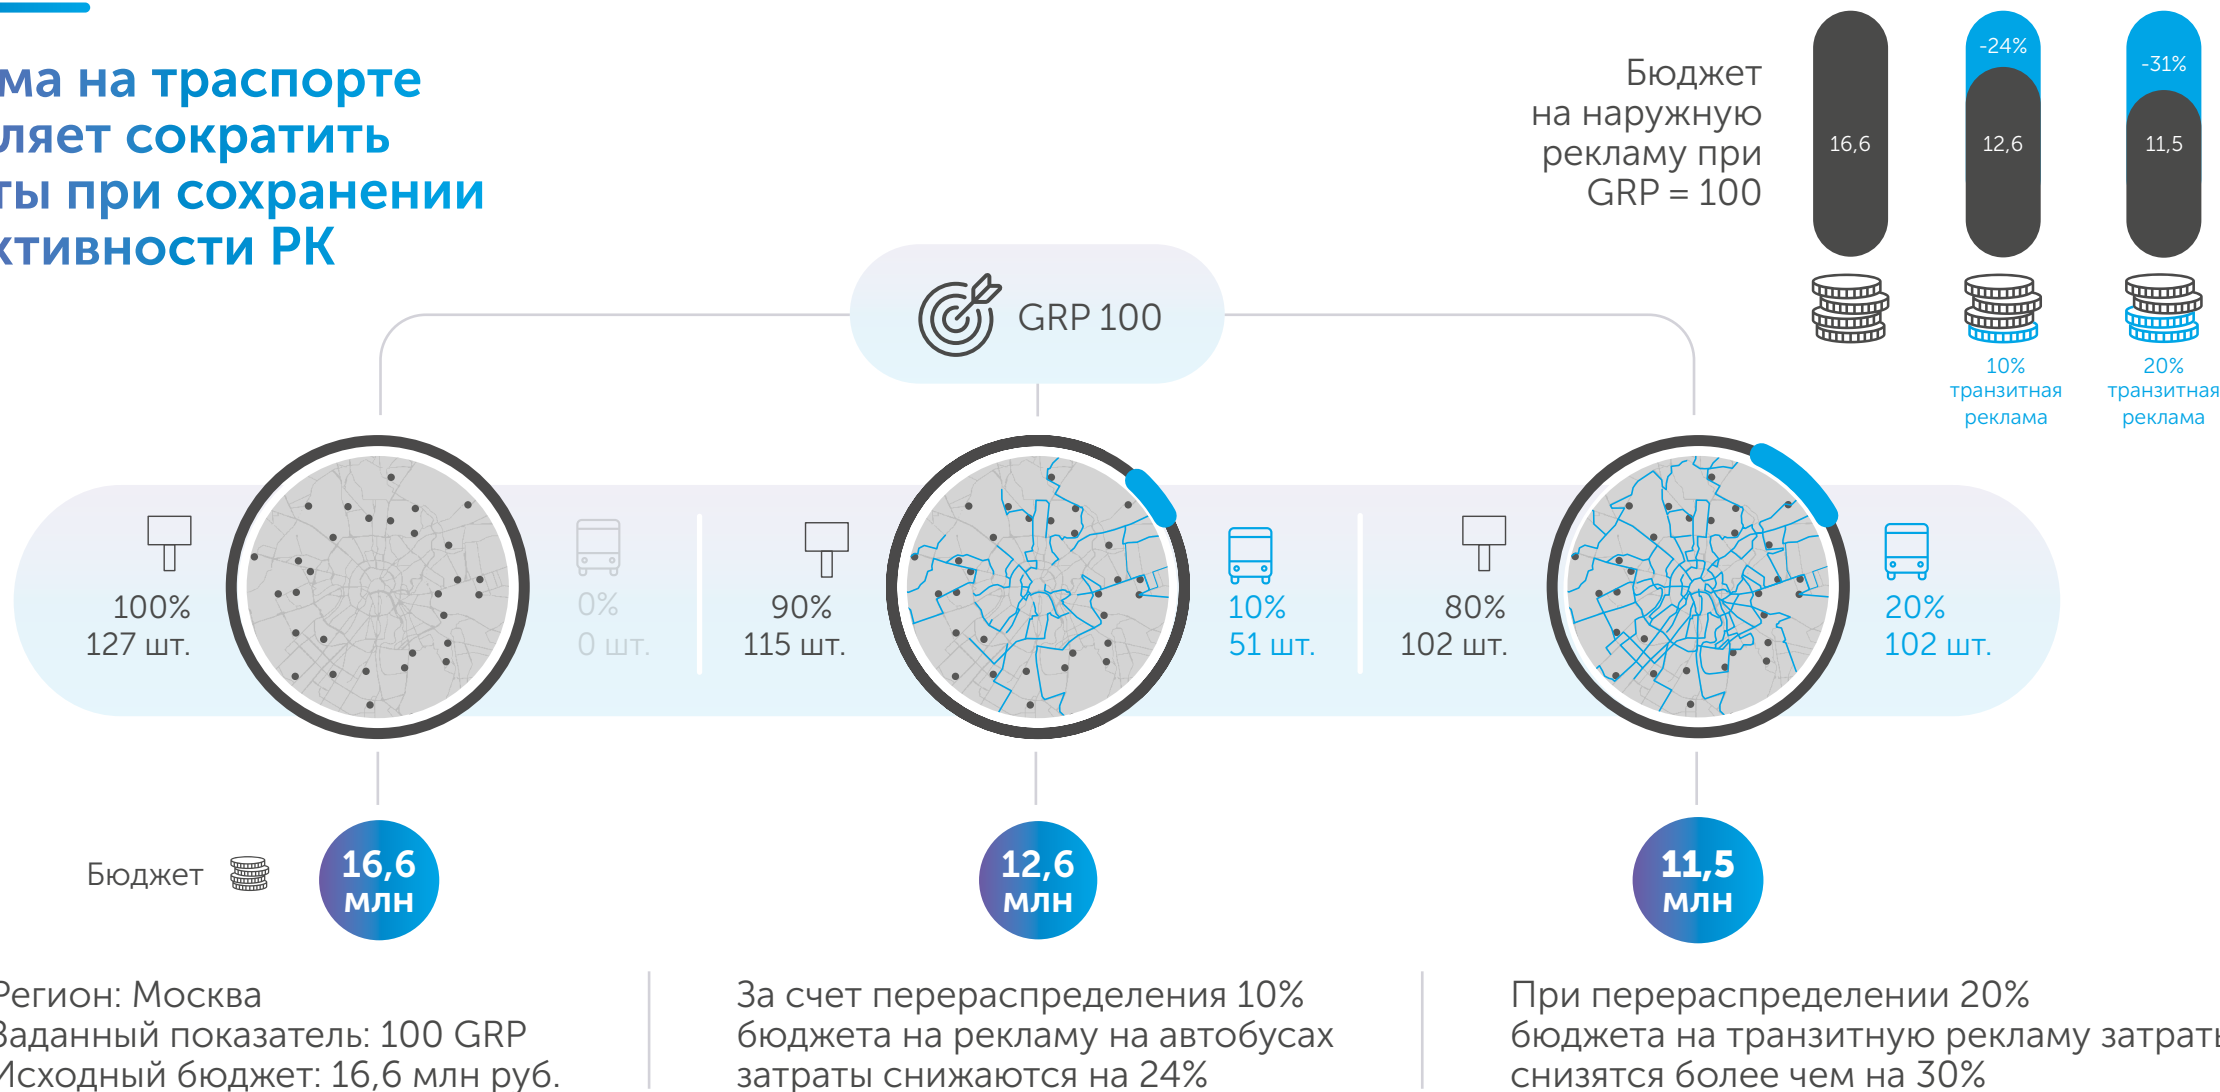 ма на траспорте
ляет сократить
ты при сохранении
ктивности РК
Бюджет
на наружную
рекламу при
GRP = 100
16,6
-24%
12,6
-31%
11,5
10%
транзитная
реклама
20%
транзитная
реклама
GRP 100
100%
127 шт.
0%
0 шт.
90%
115 шт.
10%
51 шт.
80%
102 шт.
20%
102 шт.
Бюджет
16,6
млн
12,6
млн
11,5
млн
Регион: Москва
Заданный показатель: 100 GRP
Исходный бюджет: 16,6 млн руб.
За счет перераспределения 10%
бюджета на рекламу на автобусах
затраты снижаются на 24%
При перераспределении 20%
бюджета на транзитную рекламу затраты
снизятся более чем на 30%